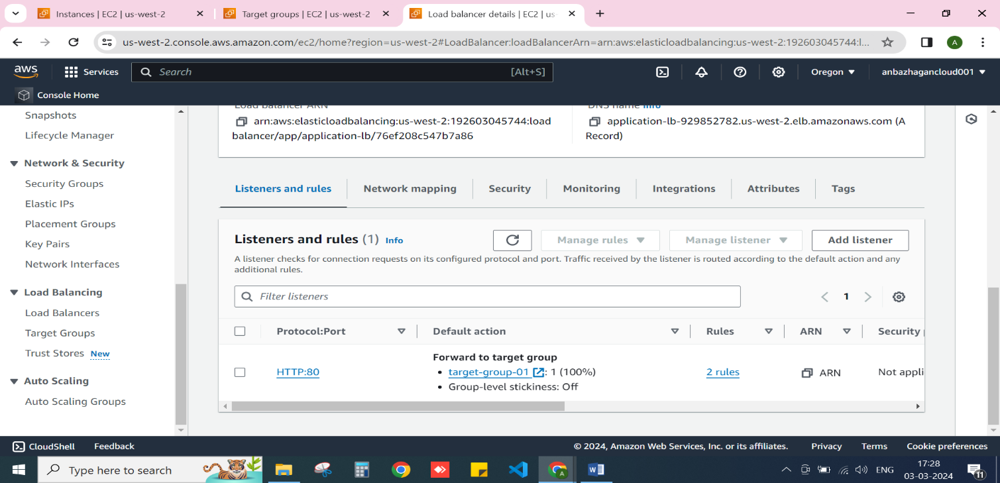 Instances | EC2 | us-west-2
Target groups | EC2 | us-west-2
Load balancer details | EC2 | us-
us-west-2.console.aws.amazon.com/ec2/home?region=us-west-2#LoadBalancer:loadBalancerArn=arn:aws:elasticloadbalancing:us-west-2:192603045744:l...
A
aws
Services
Search
[Alt+S]
Oregon
anbazhagancloud001
Console Home
Snapshots
Lifecycle Manager
Network & Security
Security Groups
Elastic IPs
Placement Groups
Key Pairs
Network Interfaces
Load Balancing
Load Balancers
Target Groups
Trust Stores New
Auto Scaling
Auto Scaling Groups
Load balancer ARN
arn:aws:elasticloadbalancing:us-west-2:192603045744:load
balancer/app/application-lb/76ef208c547b7a86
DNS name Info
application-lb-929852782.us-west-2.elb.amazonaws.com (A
Record)
Listeners and rules
Network mapping
Security
Monitoring
Integrations
Attributes
Tags
Listeners and rules (1) Info
Manage rules
Manage listener
Add listener
A listener checks for connection requests on its configured protocol and port. Traffic received by the listener is routed according to the default action and any
additional rules.
Filter listeners
1
Protocol:Port
Default action
Rules
ARN
Security
HTTP:80
Forward to target group
• target-group-01 : 1 (100%)
• Group-level stickiness: Off
2 rules
ARN
Not appli
CloudShell
Feedback
© 2024, Amazon Web Services, Inc. or its affiliates.
Privacy
Terms
Cookie preferences
Type here to search
A
ENG
17:28
03-03-2024
11